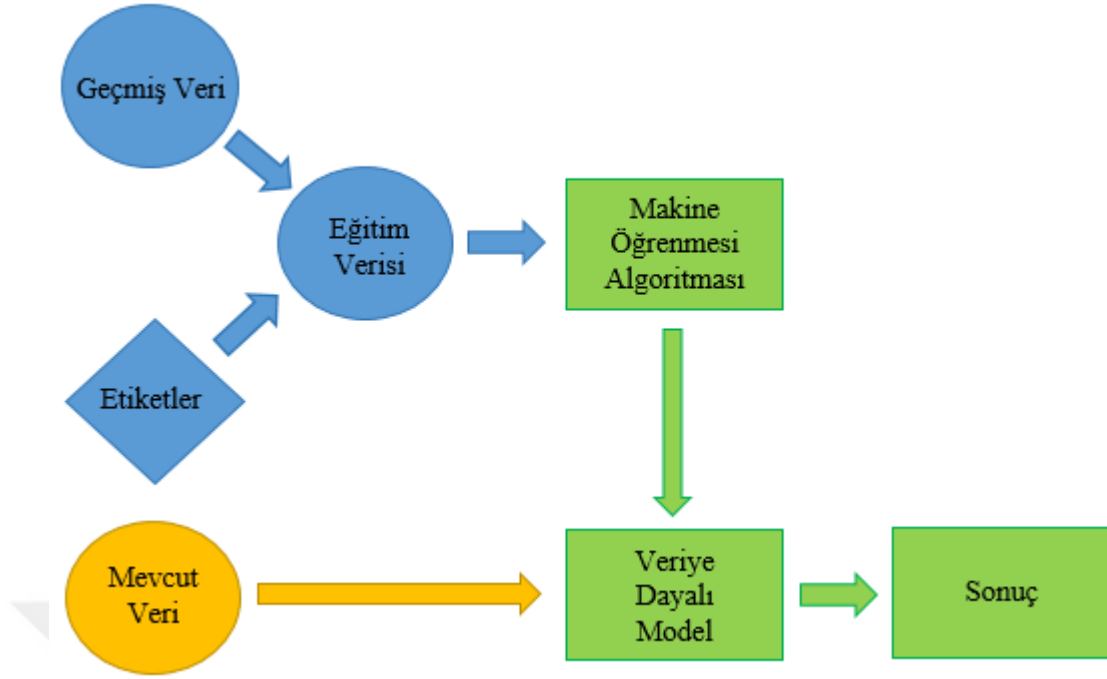 Geçmiş Veri
Eğitim
Verisi
Makine
Öğrenmesi
Algoritması
Etiketler
Mevcut
Veri
Veriye
Dayalı
Model
Sonuç